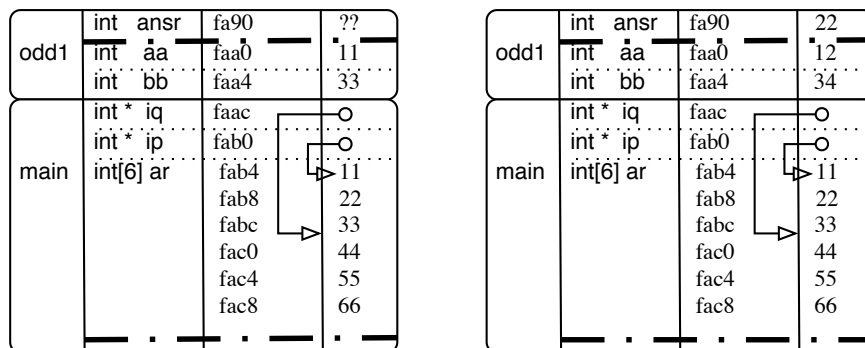 int ansr fa90 ??
odd1 int aa faa0 11
int bb faa4 33
int * iq faac
int * ip fab0
main int[6] ar fab4 11
fab8 22
fabc 33
fac0 44
fac4 55
fac8 66
int ansr fa90 22
odd1 int aa faa0 12
int bb faa4 34
int * iq faac
int * ip fab0
main int[6] ar fab4 11
fab8 22
fabc 33
fac0 44
fac4 55
fac8 66